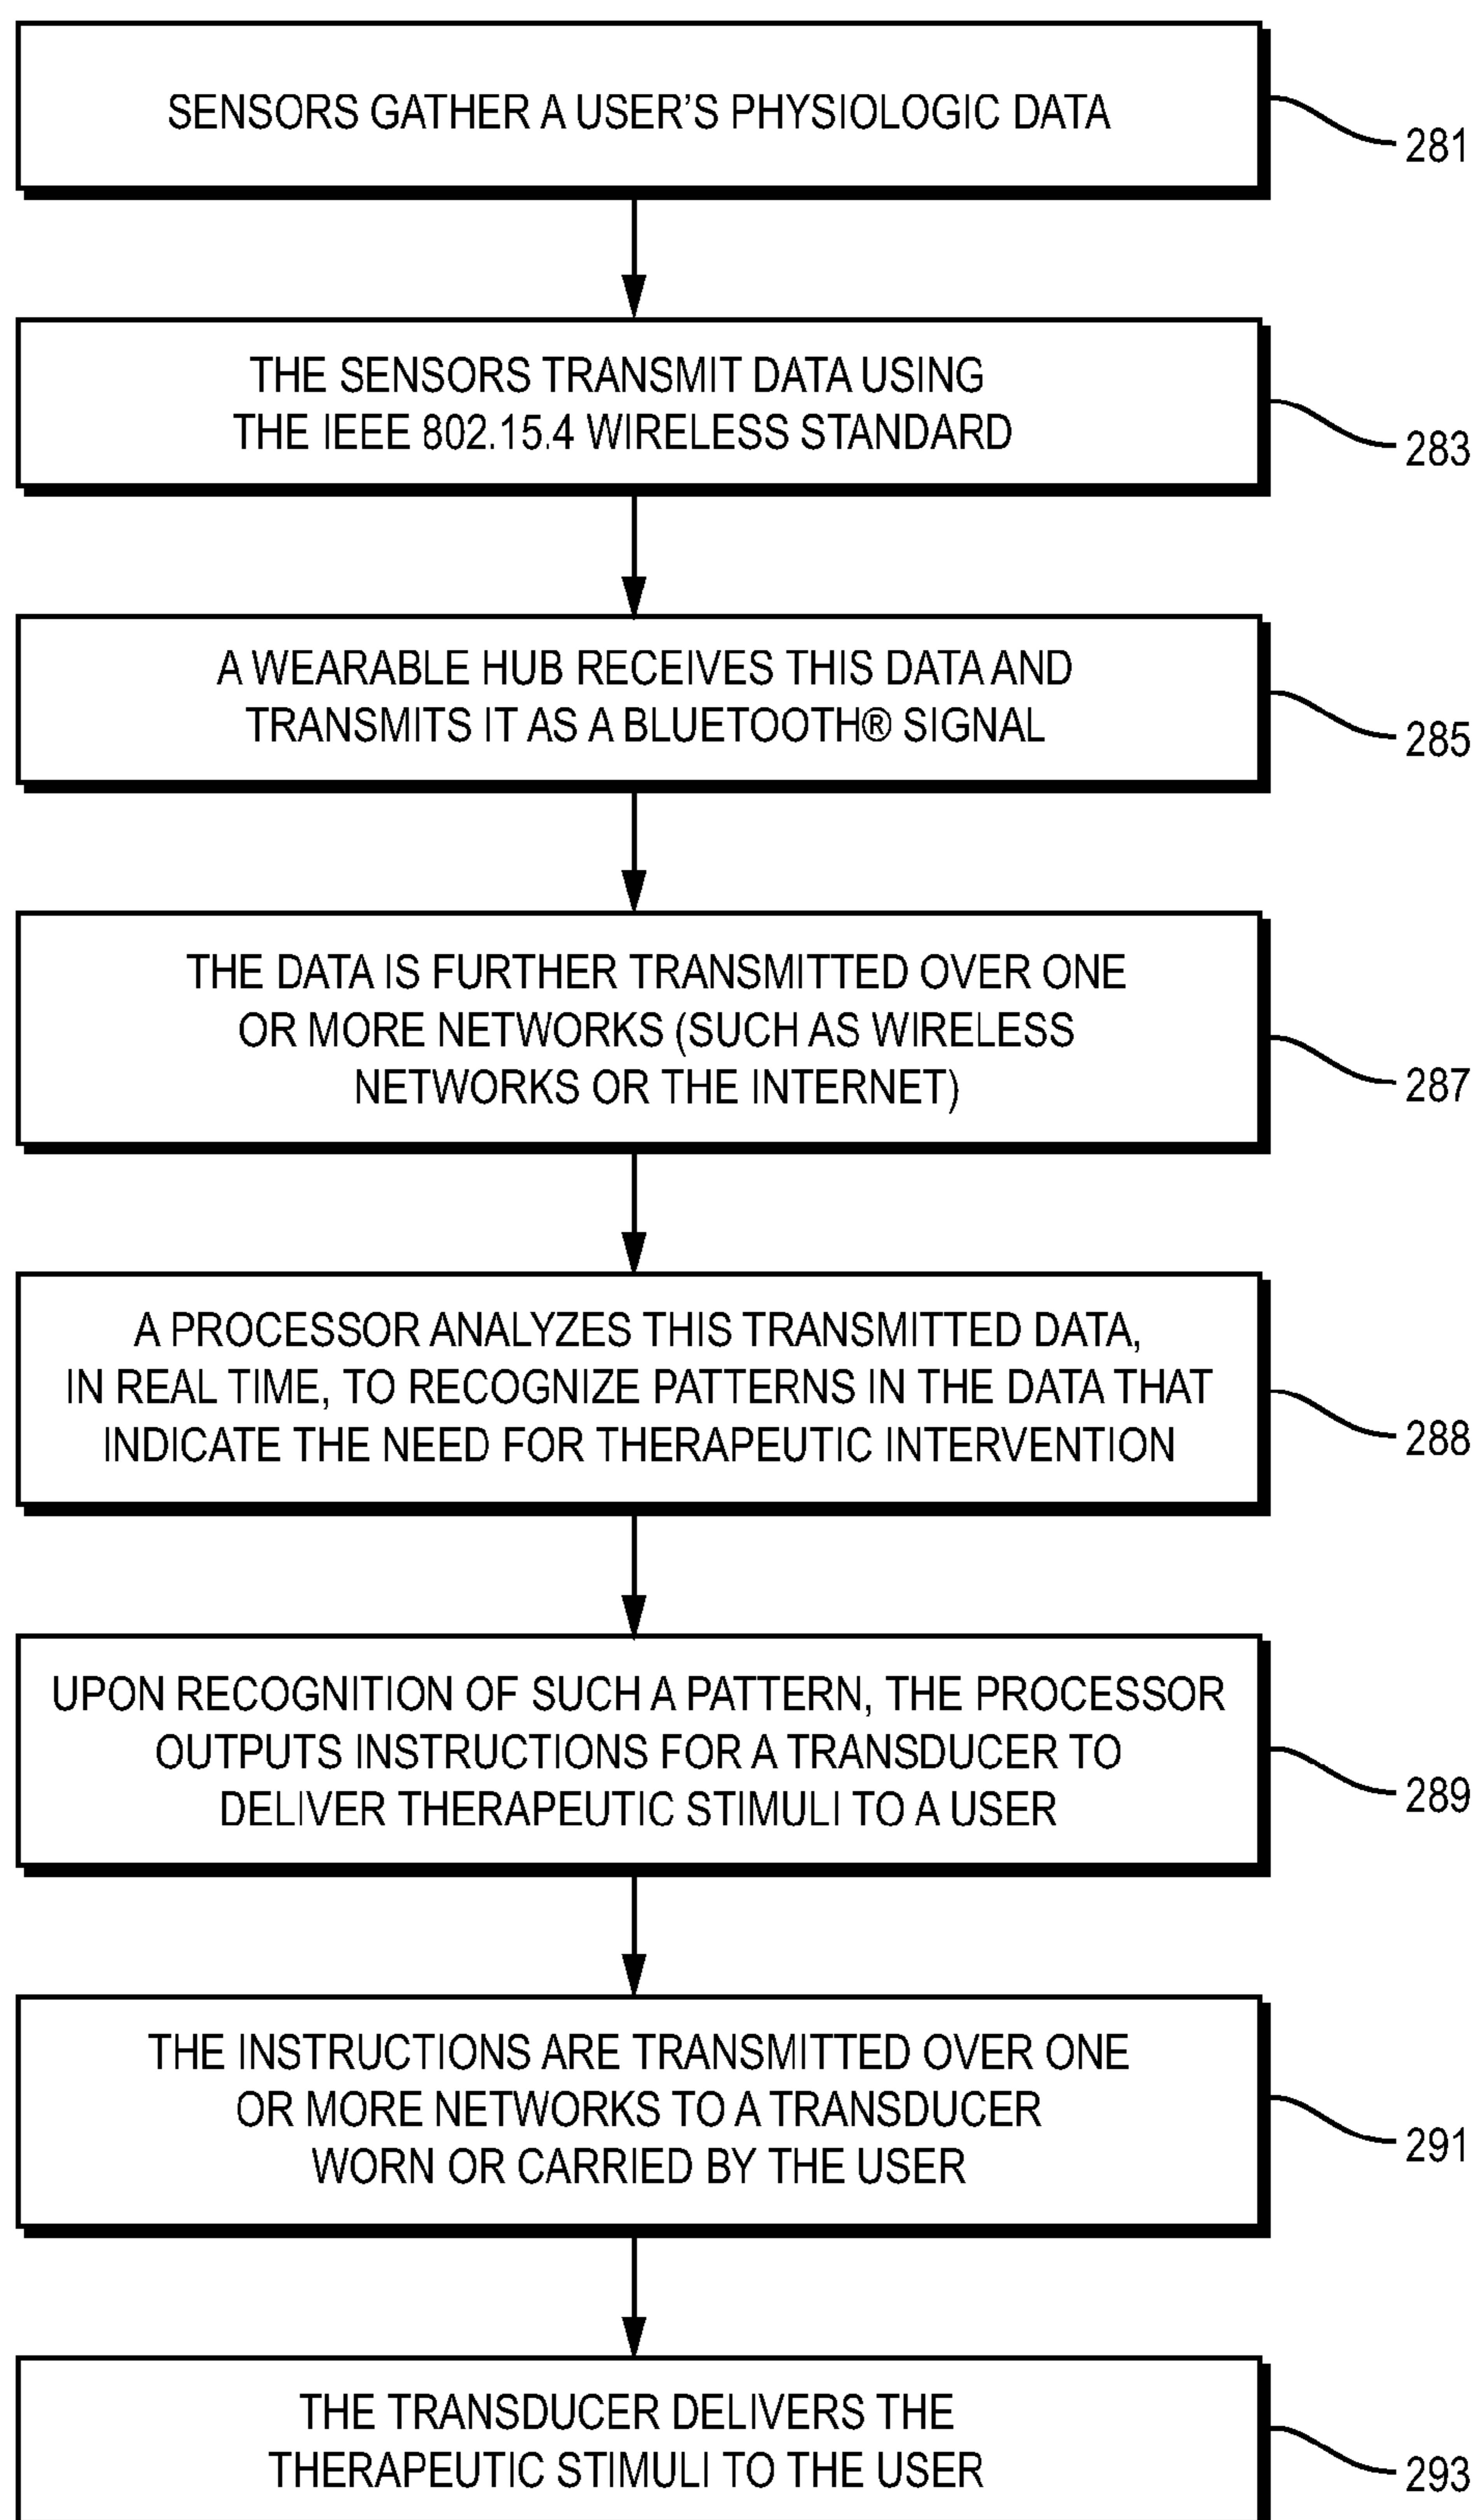 SENSORS GATHER A USER'S PHYSIOLOGIC DATA
281
THE SENSORS TRANSMIT DATA USING
THE IEEE 802.15.4 WIRELESS STANDARD
283
A WEARABLE HUB RECEIVES THIS DATA AND
TRANSMITS IT AS A BLUETOOTH® SIGNAL
285
THE DATA IS FURTHER TRANSMITTED OVER ONE
OR MORE NETWORKS (SUCH AS WIRELESS
NETWORKS OR THE INTERNET)
287
A PROCESSOR ANALYZES THIS TRANSMITTED DATA,
IN REAL TIME, TO RECOGNIZE PATTERNS IN THE DATA THAT
INDICATE THE NEED FOR THERAPEUTIC INTERVENTION
288
UPON RECOGNITION OF SUCH A PATTERN, THE PROCESSOR
OUTPUTS INSTRUCTIONS FOR A TRANSDUCER TO
DELIVER THERAPEUTIC STIMULI TO A USER
289
THE INSTRUCTIONS ARE TRANSMITTED OVER ONE
OR MORE NETWORKS TO A TRANSDUCER
WORN OR CARRIED BY THE USER
291
THE TRANSDUCER DELIVERS THE
THERAPEUTIC STIMULI TO THE USER
293